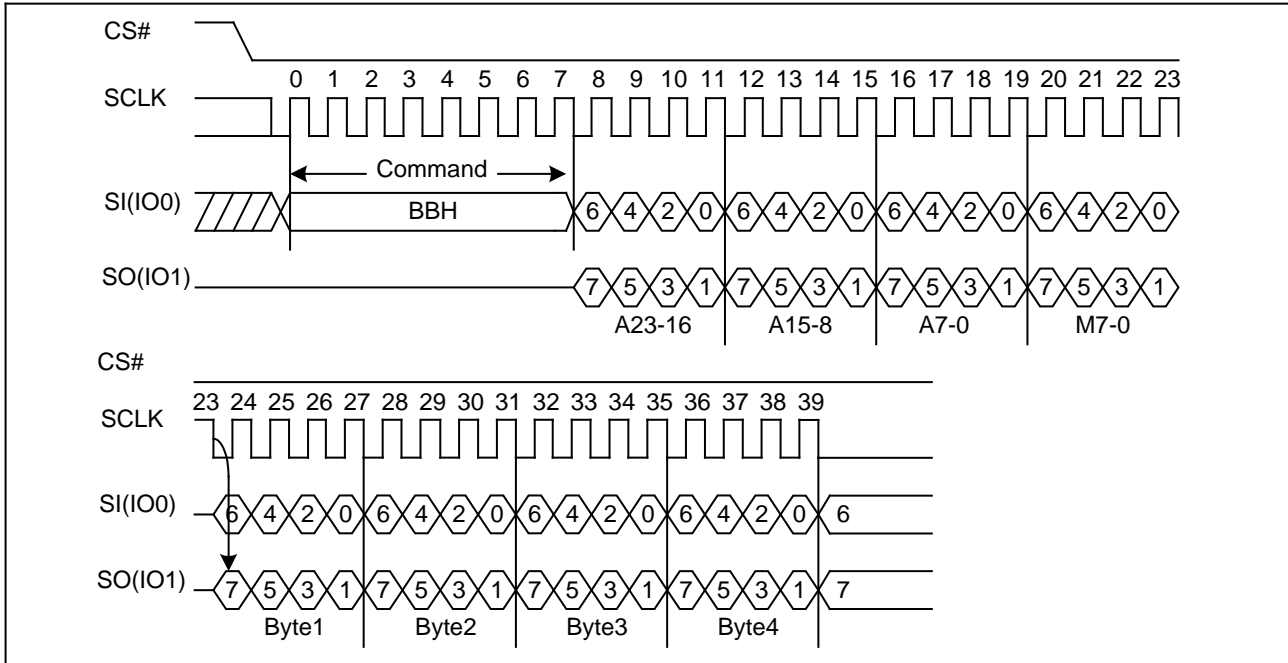 CS#
0 1 2 3 4 5 6 7 8 9 10 11 12 13 14 15 16 17 18 19 20 21 22 23
SCLK
Command
SI(IO0) BBH 6 4 2 0 6 4 2 0 6 4 2 0 6 4 2 0
SO(IO1) 7 5 3 1 7 5 3 1 7 5 3 1 7 5 3 1
A23-16 A15-8 A7-0 M7-0
CS#
23 24 25 26 27 28 29 30 31 32 33 34 35 36 37 38 39
SCLK
SI(IO0) 6 4 2 0 6 4 2 0 6 4 2 0 6 4 2 0 6
SO(IO1) 7 5 3 1 7 5 3 1 7 5 3 1 7 5 3 1 7
Byte1 Byte2 Byte3 Byte4